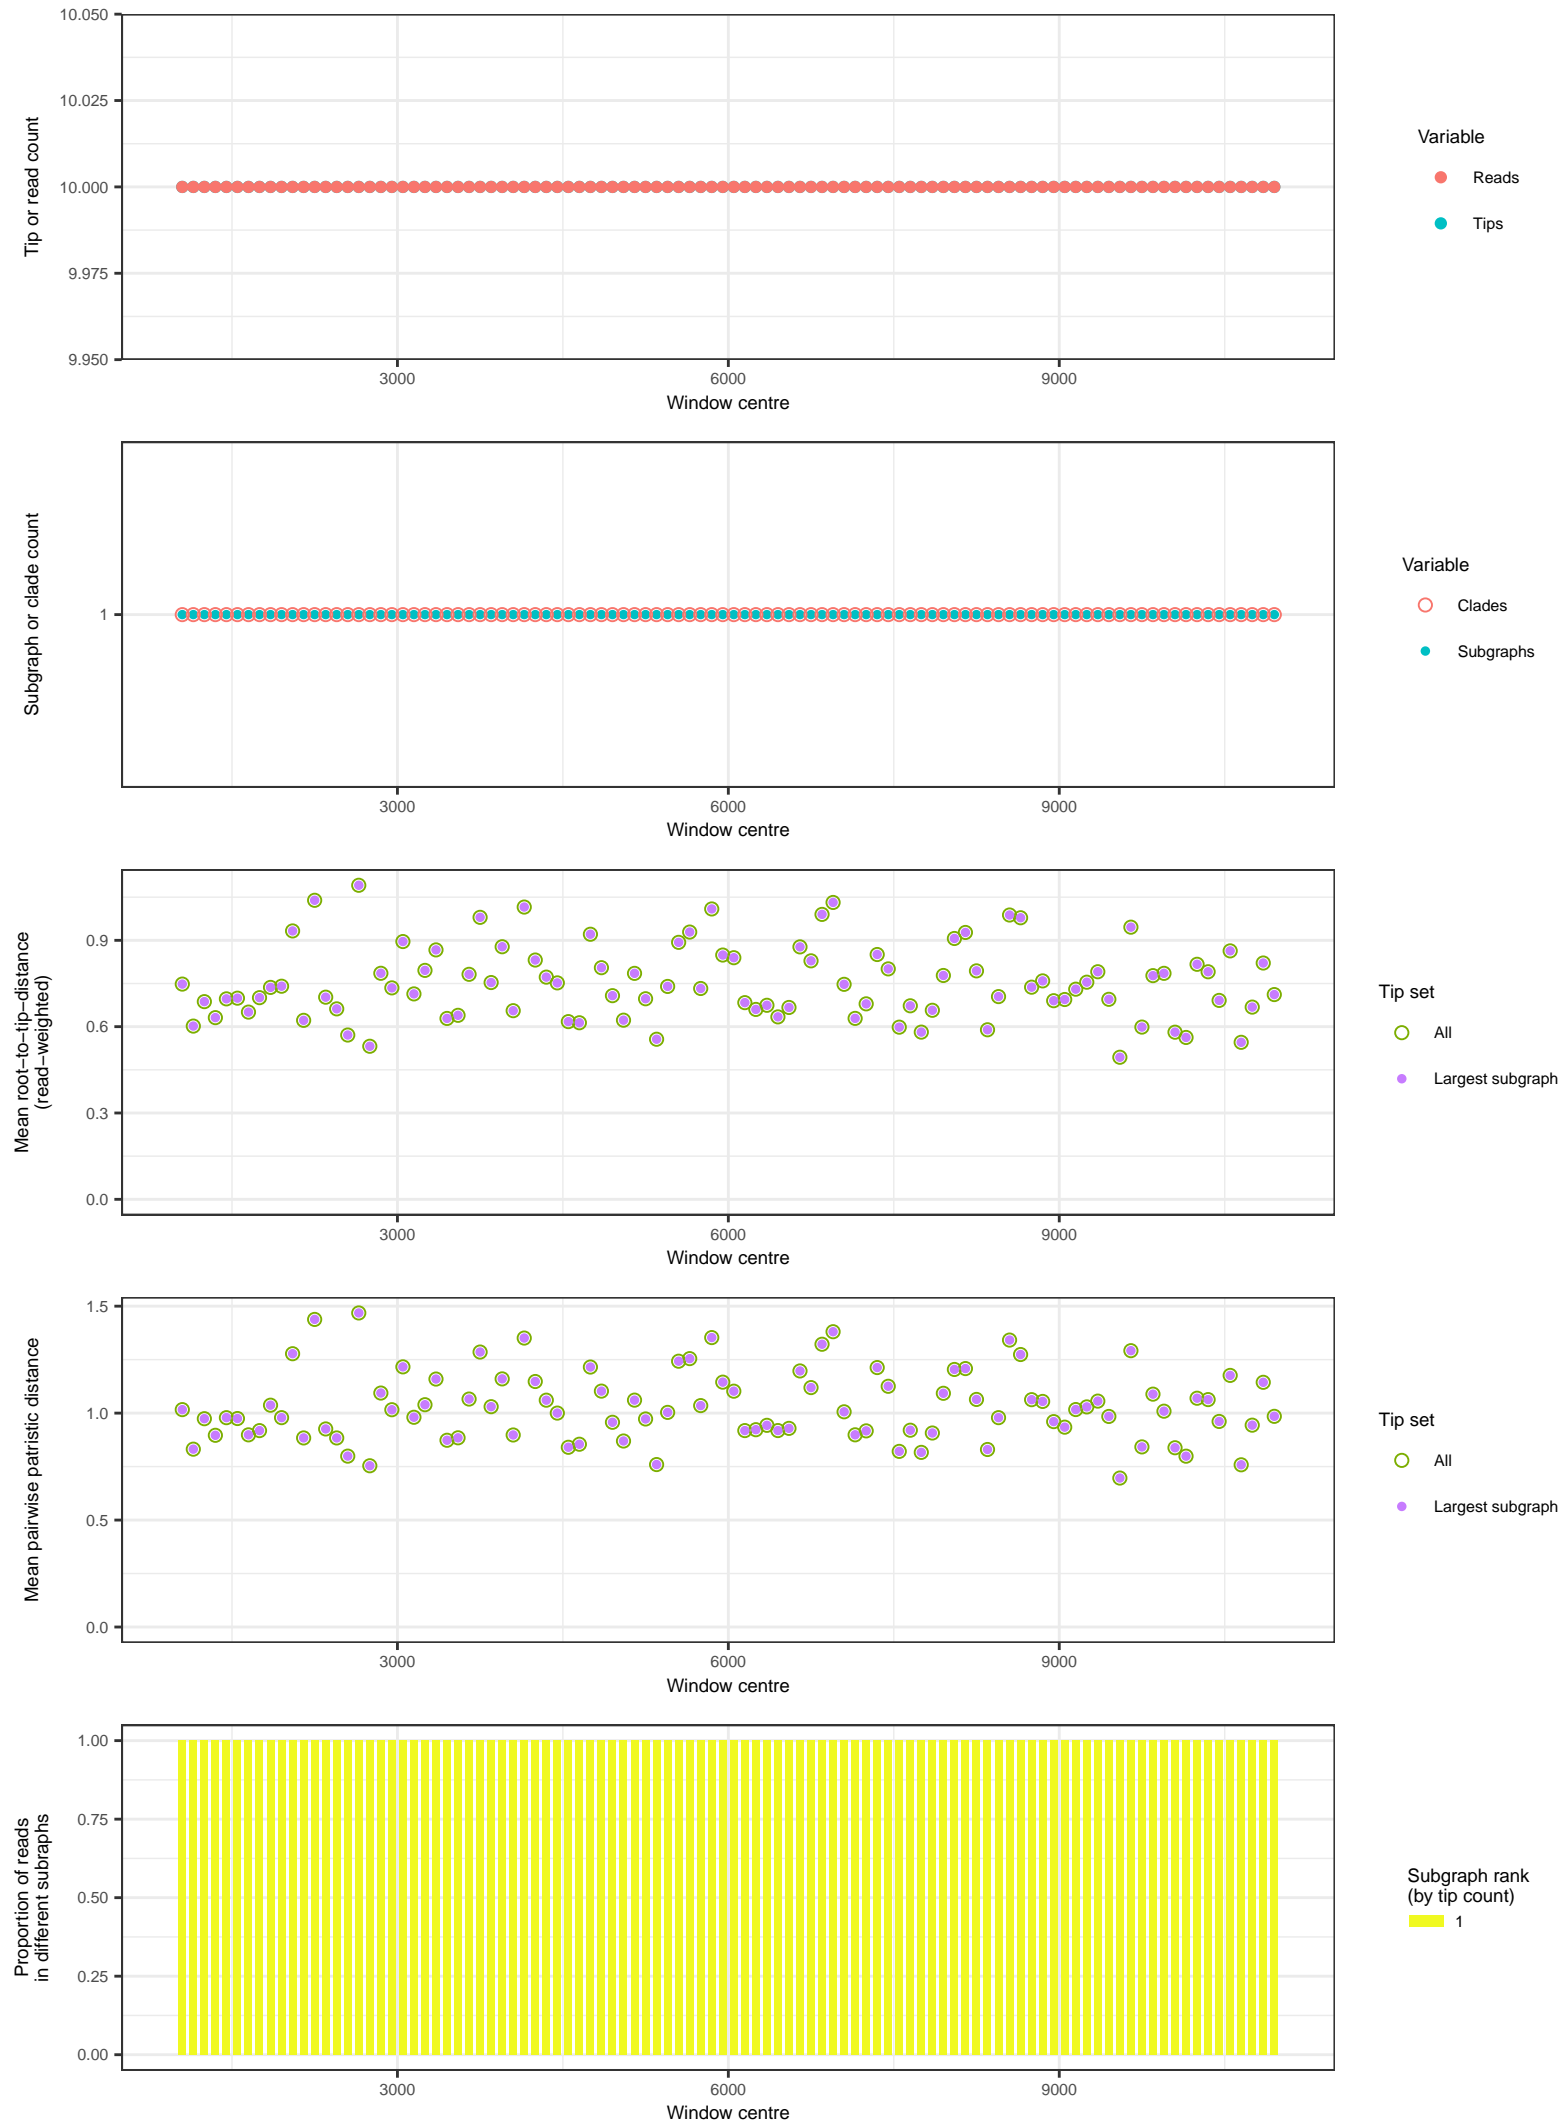 10.050
10.025
10.000
9.975
9.950
Tip or read count
3000
6000
9000
Window centre
Variable
Reads
Tips
1
Subgraph or clade count
3000
6000
9000
Window centre
Variable
Clades
Subgraphs
0.9
0.6
0.3
0.0
Mean root−to−tip−distance
(read−weighted)
3000
6000
9000
Window centre
Tip set
All
Largest subgraph
1.5
1.0
0.5
0.0
Mean pairwise patristic distance
3000
6000
9000
Window centre
Tip set
All
Largest subgraph
1.00
0.75
0.50
0.25
0.00
Proportion of reads
in different subraphs
3000
6000
9000
Window centre
Subgraph rank
(by tip count)
1